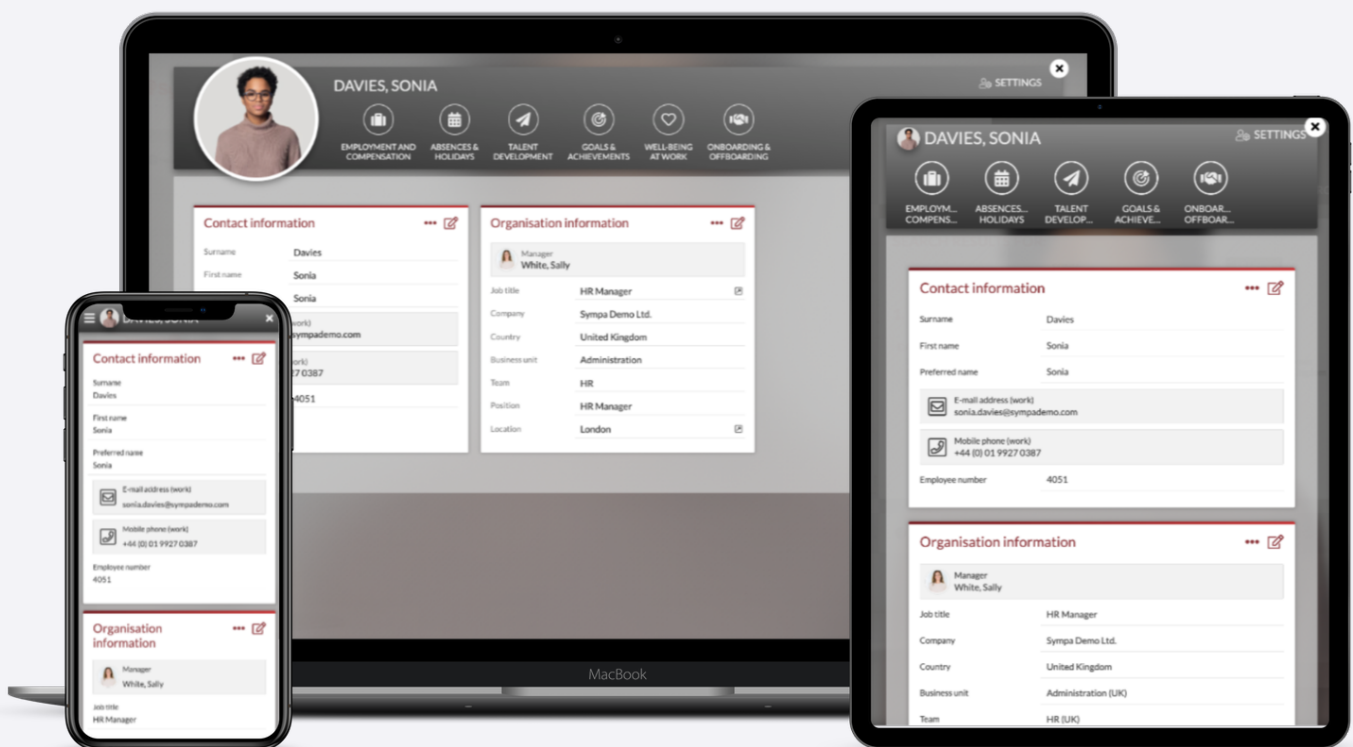 DAVIES, SONIA
SETTINGS
EMPLOYMENT AND
COMPENSATION
ABSENCES &
HOLIDAYS
TALENT
DEVELOPMENT
GOALS &
ACHIEVEMENTS
WELL-BEING
AT WORK
ONBOARDING &
OFFBOARDING
Contact information
Surname Davies
First name Sonia
Sonia
work)
sympademo.com
ork)
27 0387
4051
Organisation information
Manager
White, Sally
Job title HR Manager
Company Sympa Demo Ltd.
Country United Kingdom
Business unit Administration
Team HR
Position HR Manager
Location London
MacBook
Contact information
Surname
Davies
First name
Sonia
Preferred name
Sonia
E-mail address (work)
sonia.davies@sympademo.com
Mobile phone (work)
+44 (0) 01 9927 0387
Employee number
4051
Organisation
information
Manager
White, Sally
Job title
HR Manager
DAVIES, SONIA
SETTINGS
EMPLOYM...
COMPENS...
ABSENCES...
HOLIDAYS
TALENT
DEVELOP...
GOALS &
ACHIEVE...
ONBOAR...
OFFBOAR...
Contact information
Surname Davies
First name Sonia
Preferred name Sonia
E-mail address (work)
sonia.davies@sympademo.com
Mobile phone (work)
+44 (0) 01 9927 0387
Employee number 4051
Organisation information
Manager
White, Sally
Job title HR Manager
Company Sympa Demo Ltd.
Country United Kingdom
Business unit Administration (UK)
Team HR (UK)